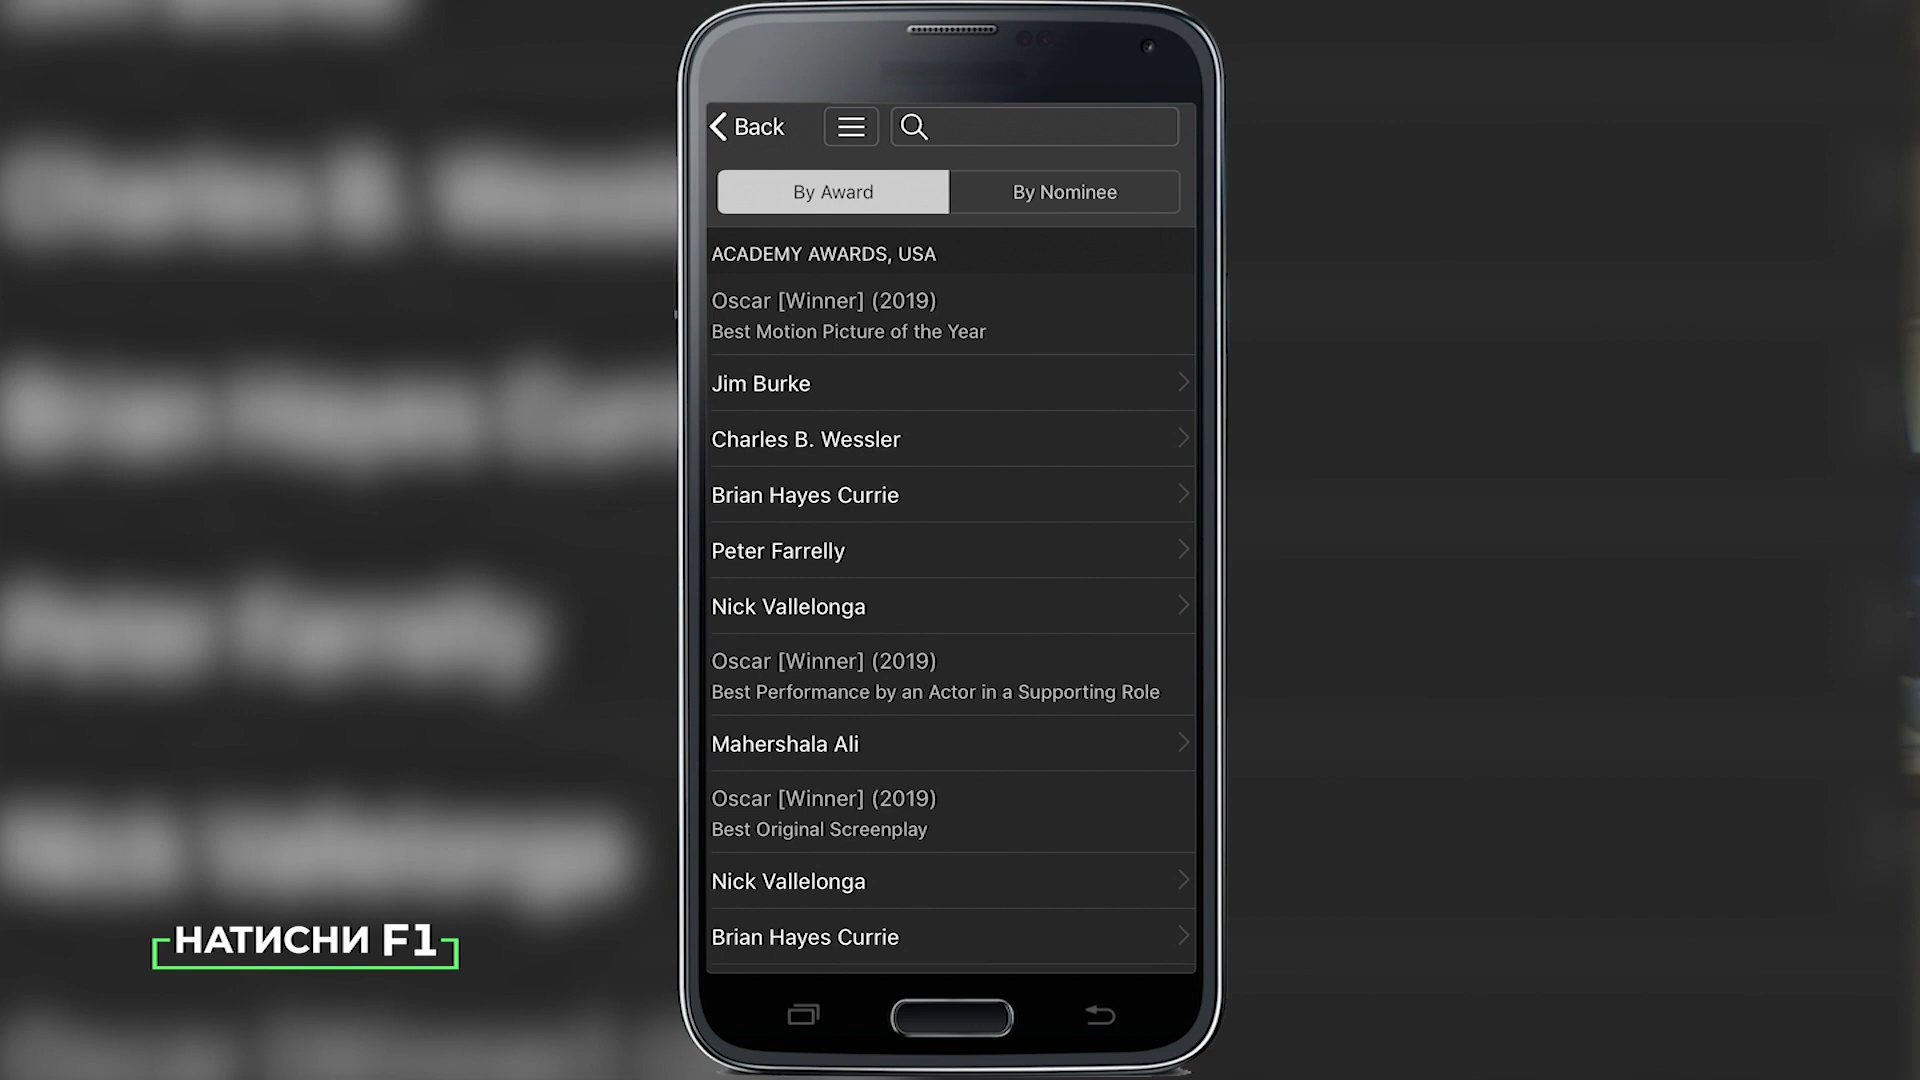 Back
By Award
By Nominee
ACADEMY AWARDS, USA
Oscar [Winner] (2019)
Best Motion Picture of the Year
Jim Burke
Charles B. Wessler
Brian Hayes Currie
Peter Farrelly
Nick Vallelonga
Oscar [Winner] (2019)
Best Performance by an Actor in a Supporting Role
Mahershala Ali
Oscar [Winner] (2019)
Best Original Screenplay
Nick Vallelonga
Brian Hayes Currie
НАТИСНИ F1